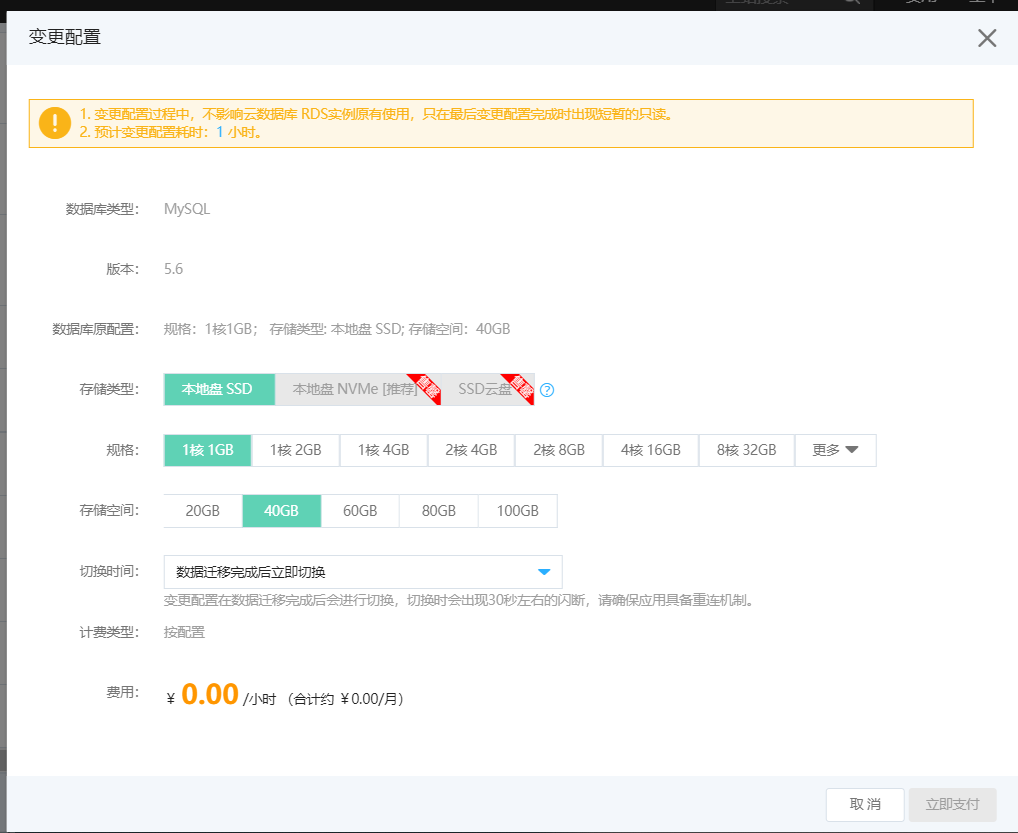 变更配置
1. 变更配置过程中，不影响云数据库 RDS实例原有使用，只在最后变更配置完成时出现短暂的只读。
2. 预计变更配置耗时：1 小时。
数据库类型： MySQL
版本： 5.6
数据库原配置： 规格：1核1GB； 存储类型: 本地盘 SSD; 存储空间：40GB
存储类型： 本地盘 SSD 本地盘 NVMe [推荐] 售罄 SSD云盘 售罄 ?
规格： 1核 1GB 1核 2GB 1核 4GB 2核 4GB 2核 8GB 4核 16GB 8核 32GB 更多
存储空间： 20GB 40GB 60GB 80GB 100GB
切换时间： 数据迁移完成后立即切换
变更配置在数据迁移完成后会进行切换，切换时会出现30秒左右的闪断，请确保应用具备重连机制。
计费类型： 按配置
费用： ¥ 0.00 /小时 （合计约 ¥0.00/月）
取 消 立即支付